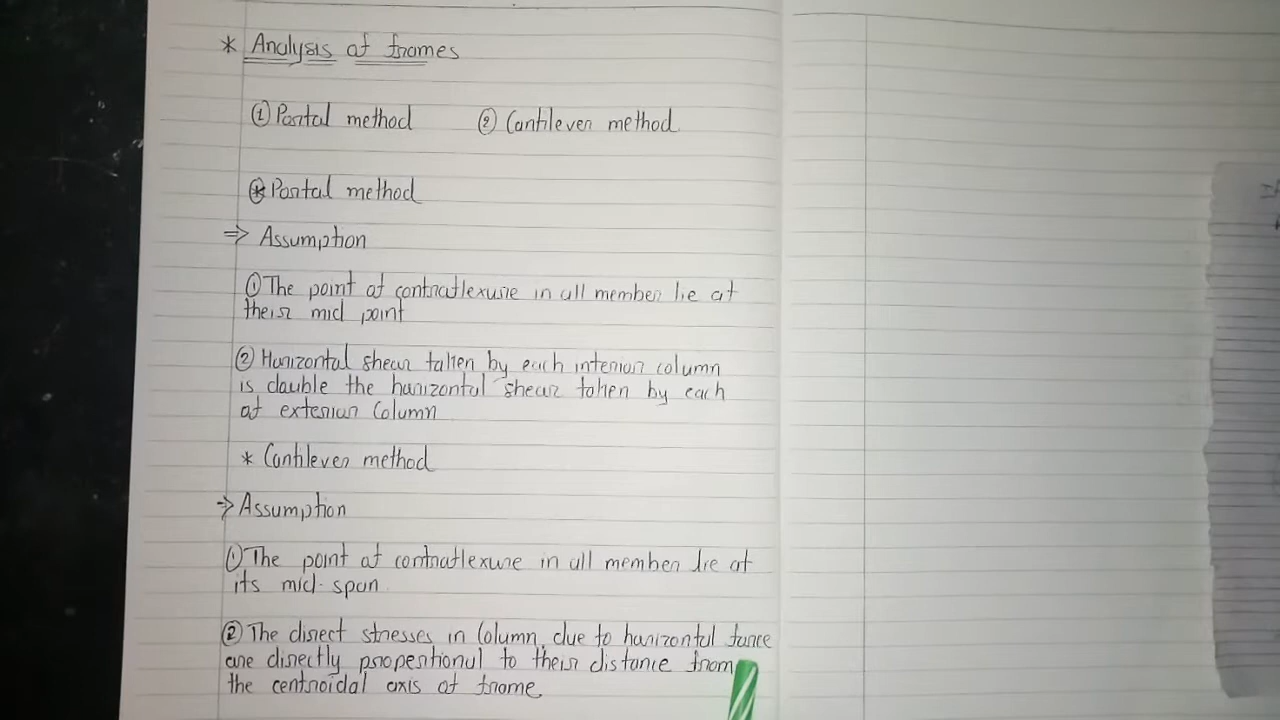 * Analysis of frames
① Portal method ② Cantilever method
⊛ Portal method
⇒ Assumption
① The point of contraflexure in all member lie at
their mid point
② Horizontal shear taken by each interior column
is double the horizontal shear taken by each
of exterior Column
* Cantilever method
⇒ Assumption
① The point of contraflexure in all member lie at
its mid-span
② The direct stresses in Column, due to horizontal force
are directly propertional to their distance from
the centroidal axis of frame